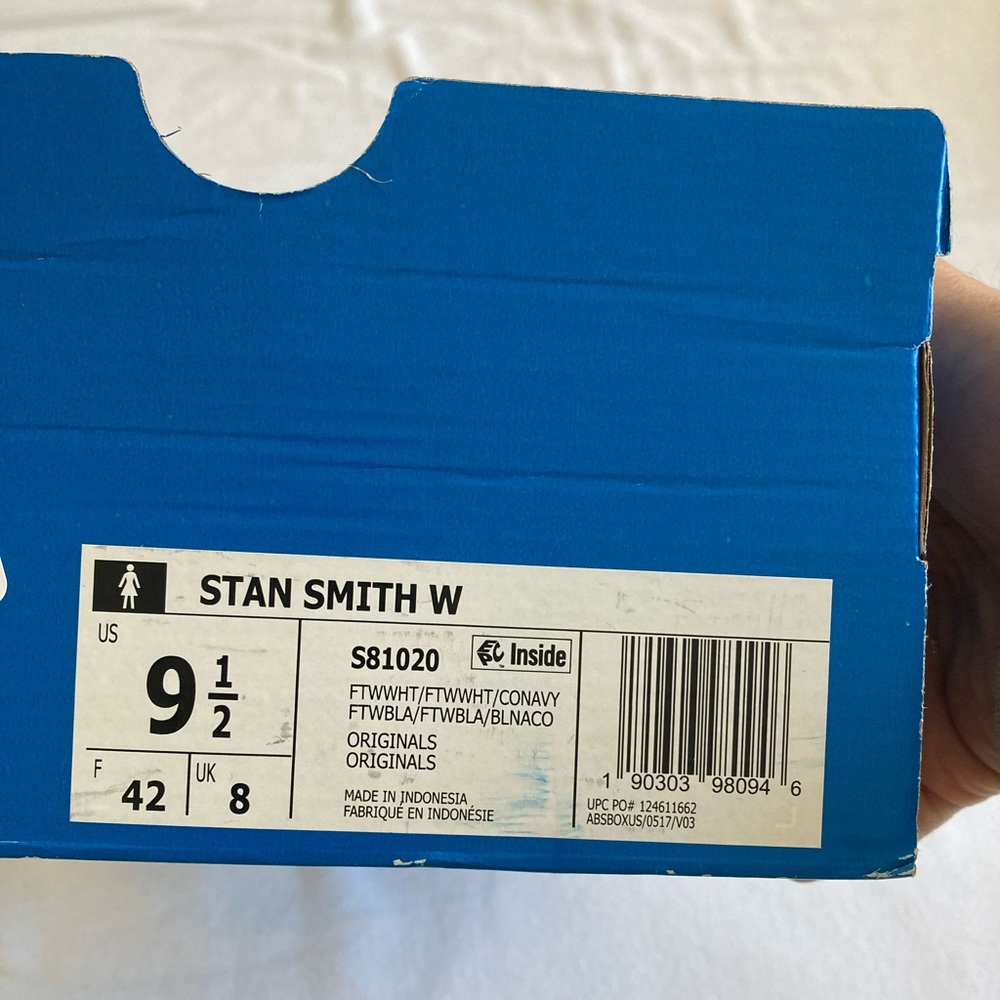 STAN SMITH W
US
9 1/2
F
42
UK
8
S81020
Inside
FTWWHT/FTWWHT/CONAVY
FTWBLA/FTWBLA/BLNACO
ORIGINALS
ORIGINALS
MADE IN INDONESIA
FABRIQUÉ EN INDONÉSIE
1 90303 98094 6
UPC PO# 124611662
ABSBOXUS/0517/V03